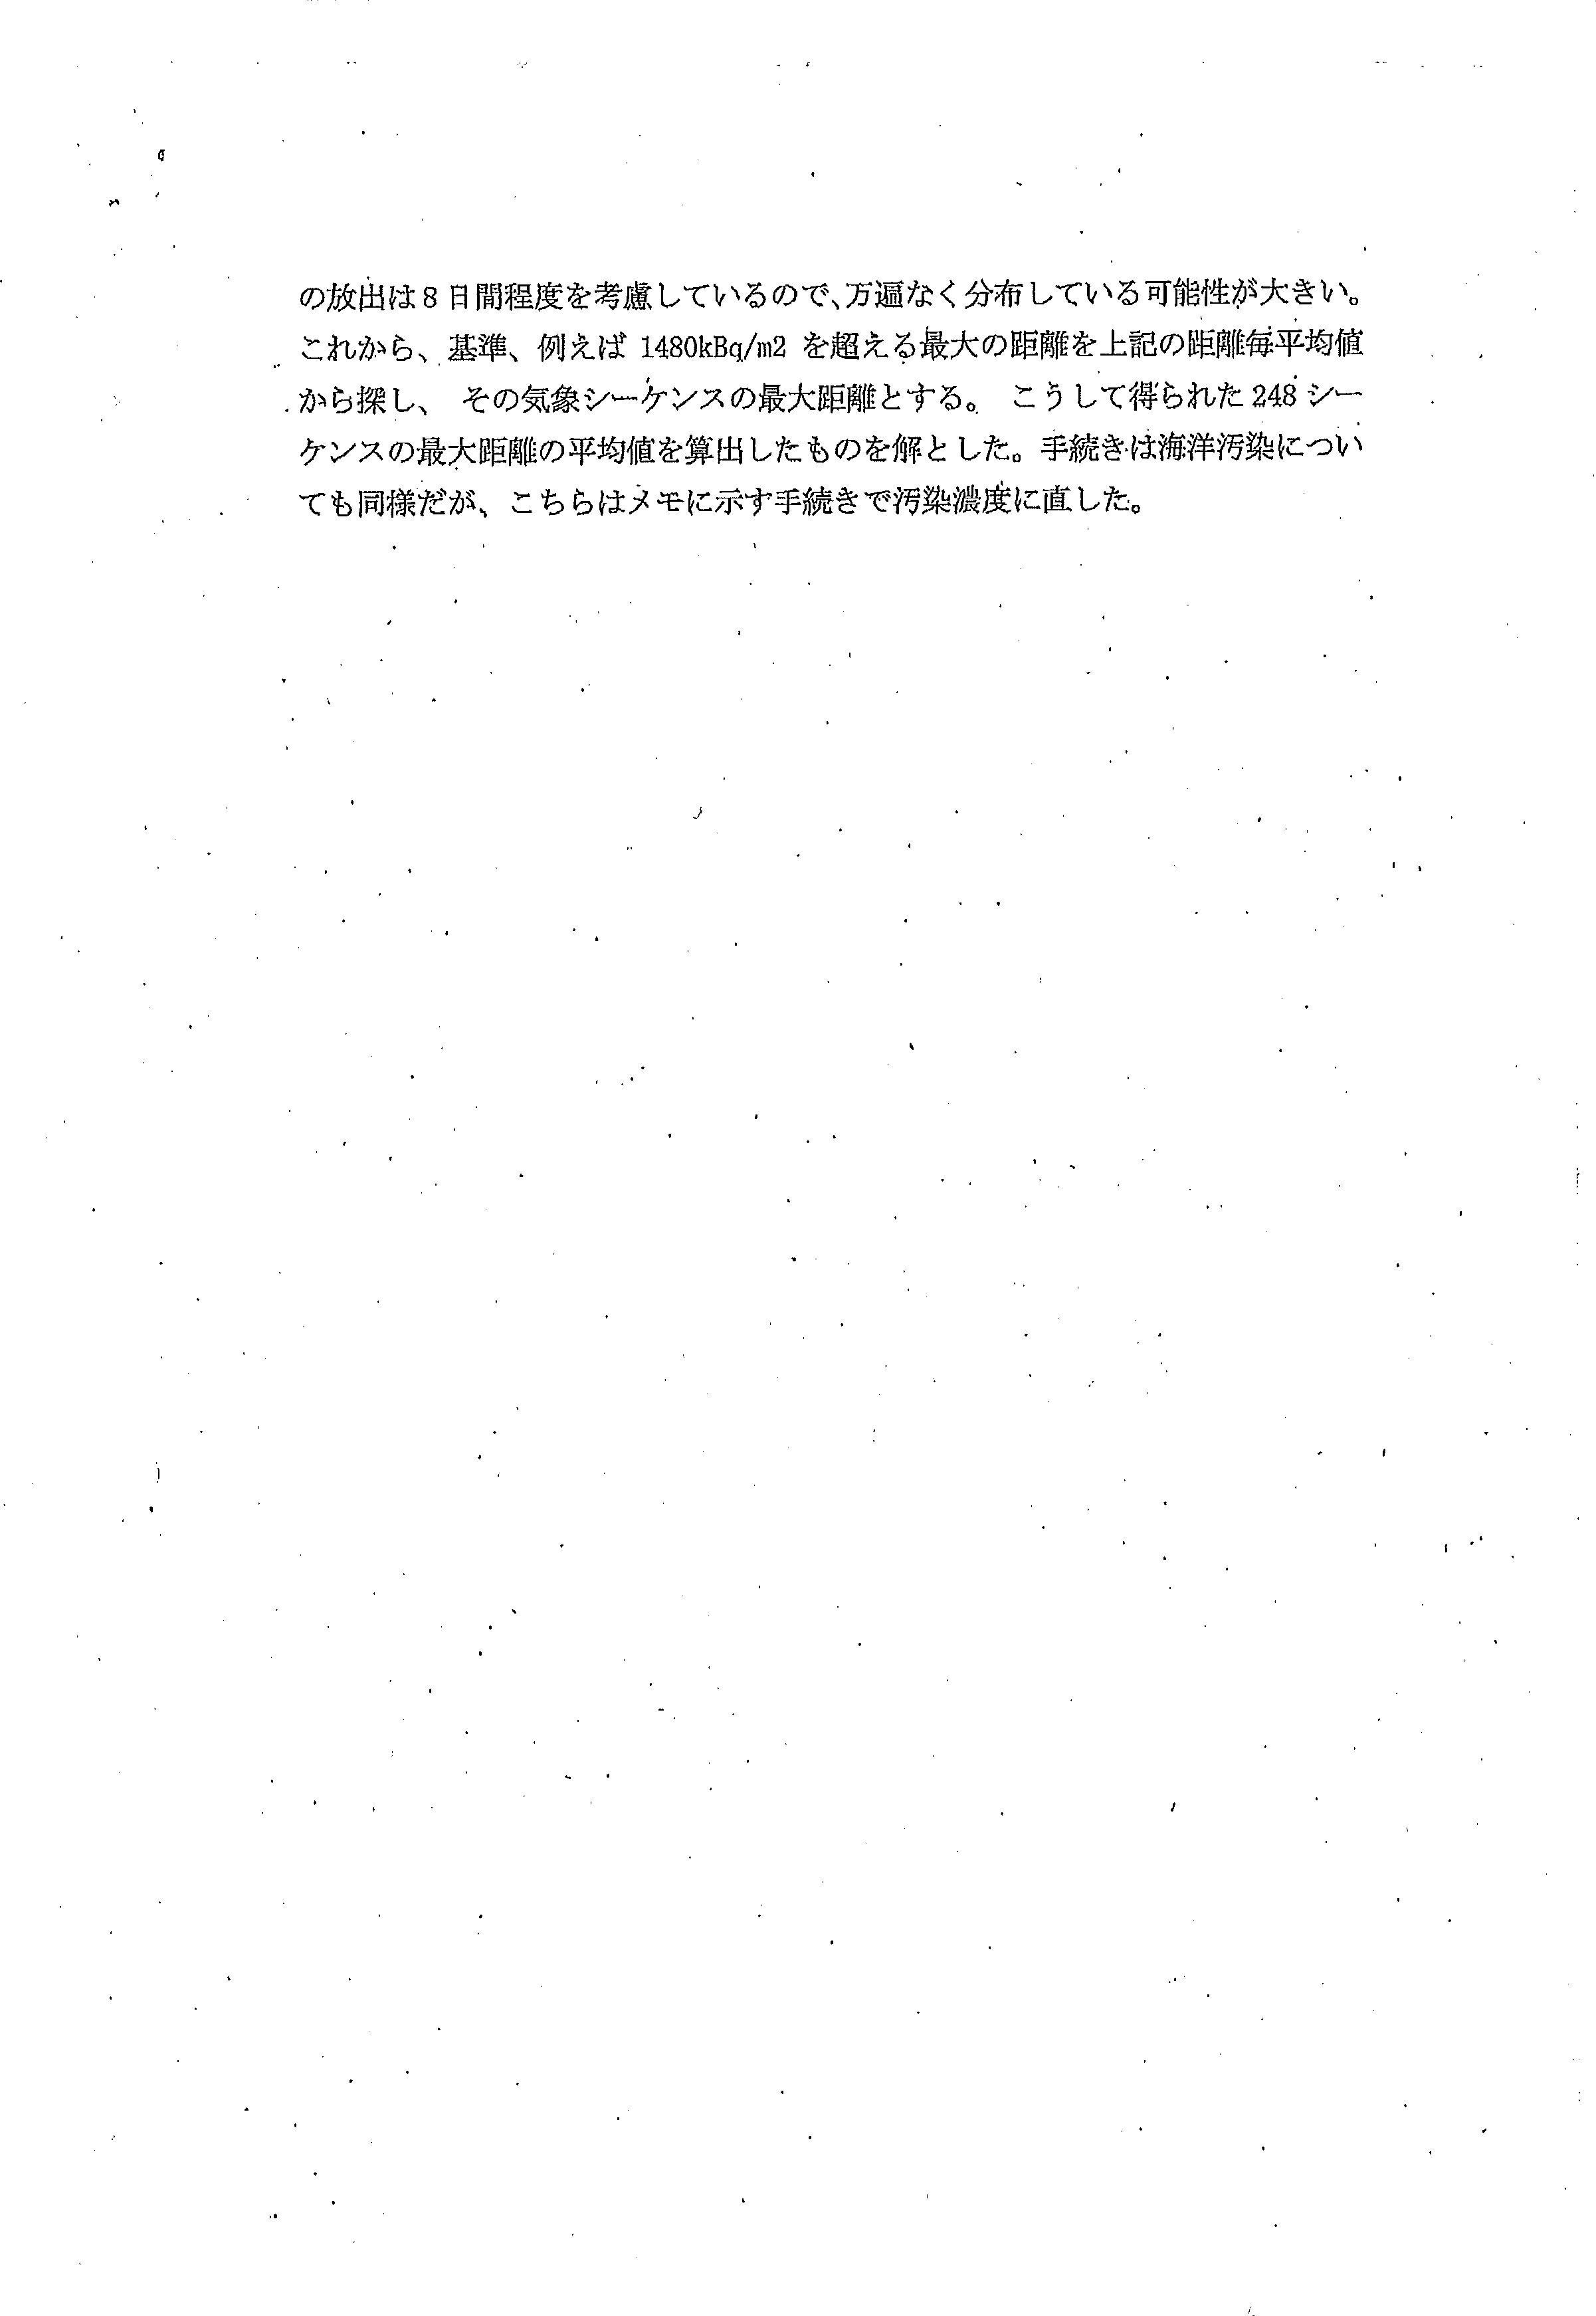 の放出は8日間程度を考慮しているので、万遍なく分布している可能性が大きい。
これから、基準、例えば 1480kBq/m2 を超える最大の距離を上記の距離毎平均値
から探し、 その気象シーケンスの最大距離とする。 こうして得られた248シー
ケンスの最大距離の平均値を算出したものを解とした。手続きは海洋汚染につい
ても同様だが、こちらはメモに示す手続きで汚染濃度に直した。